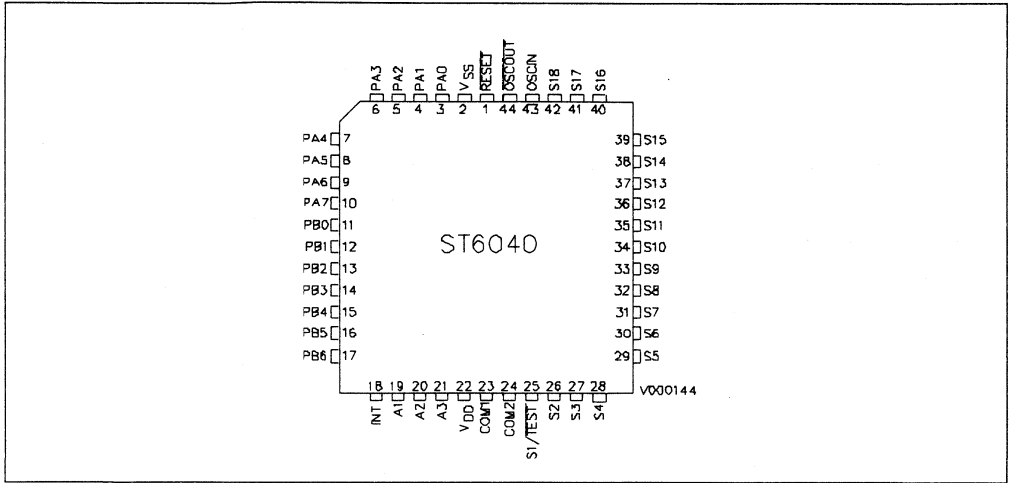 PA3 PA2 PA1 PA0 VSS RESET OSCOUT OSCIN S18 S17 S16
6 5 4 3 2 1 44 43 42 41 40
PA4 7 39 S15
PA5 8 38 S14
PA6 9 37 S13
PA7 10 36 S12
PB0 11 35 S11
PB1 12 ST6040 34 S10
PB2 13 33 S9
PB3 14 32 S8
PB4 15 31 S7
PB5 16 30 S6
PB6 17 29 S5
18 19 20 21 22 23 24 25 26 27 28
INT A1 A2 A3 VDD COM1 COM2 S1/TEST S2 S3 S4